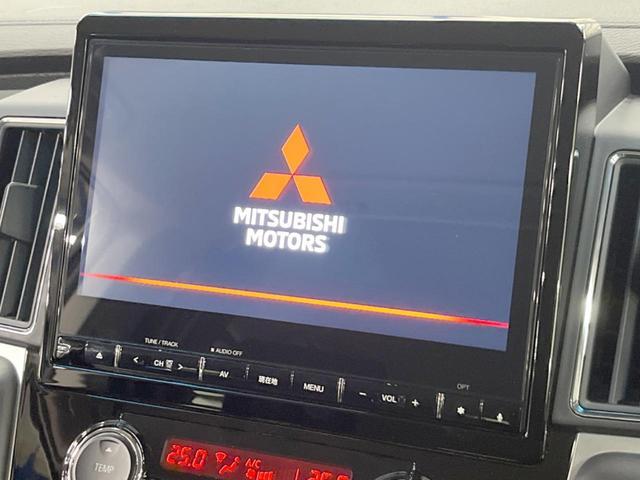 MITSUBISHI
MOTORS
TUNE / TRACK
AUDIO OFF
OPT
CH
AV
現在地
MENU
− VOL +
TEMP
25.0
A/C